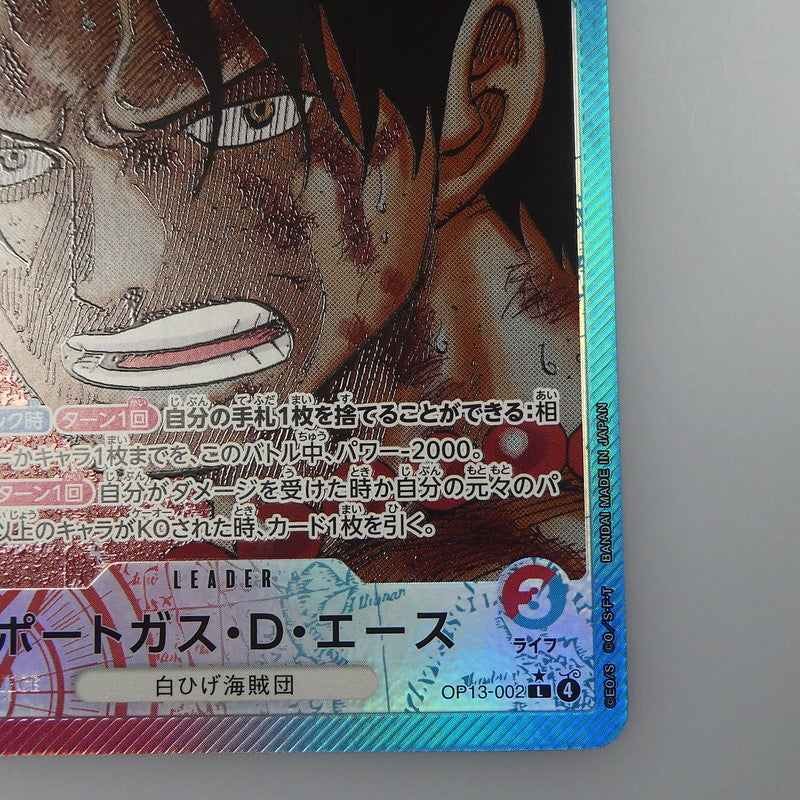 ク時 ターン1回 自分の手札1枚を捨てることができる:相
ーかキャラ1枚までを、このバトル中、パワー-2000。
ターン1回 自分がダメージを受けた時か自分の元々のパ
以上のキャラがKOされた時、カード1枚を引く。
LEADER
ポートガス・D・エース
3
ライフ
白ひげ海賊団
OP13-002 L 4
©EO/S ©O/S・F・T BANDAI MADE IN JAPAN